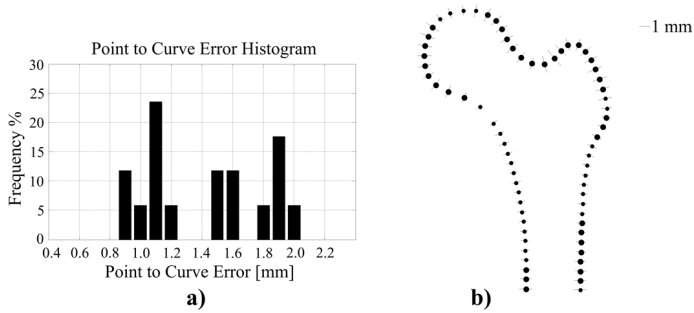 Point to Curve Error Histogram
Frequency %
30
25
20
15
10
5
0
0.4 0.6 0.8 1.0 1.2 1.4 1.6 1.8 2.0 2.2
Point to Curve Error [mm]
a)
1 mm
b)